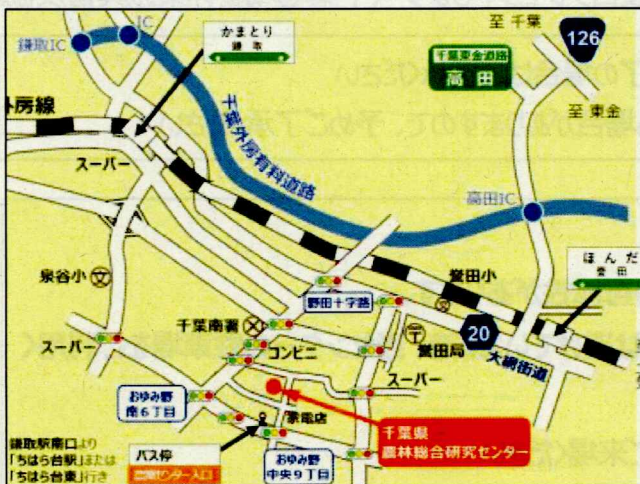 至 千葉
126
IC
鎌取IC
かまとり
鎌 取
千葉東金道路
高 田
至 東金
外房線
千葉外房有料道路
スーパー
高田IC
ほ ん だ
誉 田
泉谷小
文
誉田小
文
野田十字路
千葉南署
20
誉田局
大網街道
コンビニ
スーパー
スーパー
おゆみ野
南6丁目
家電店
千葉県
農林総合研究センター
鎌取駅南口より
「ちはら台駅」または
「ちはら台東」行き
バス停
おゆみ野
中央9丁目